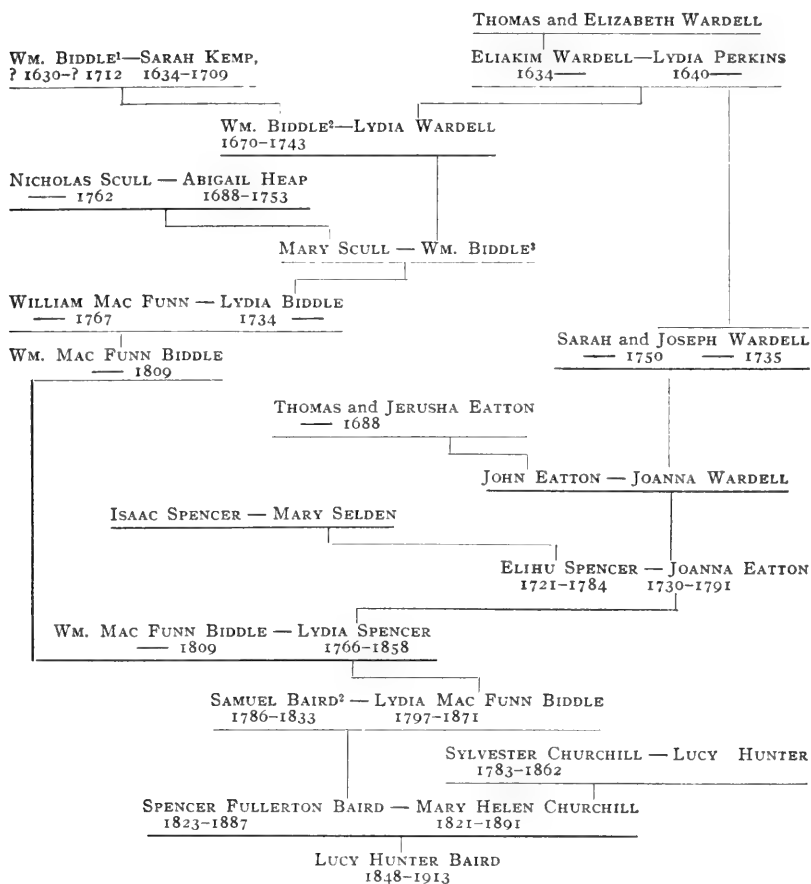 THOMAS and ELIZABETH WARDELL
WM. BIDDLE¹—SARAH KEMP,
? 1630–? 1712 1634–1709
ELIAKIM WARDELL—LYDIA PERKINS
1634— 1640—
WM. BIDDLE²—LYDIA WARDELL
1670–1743
NICHOLAS SCULL — ABIGAIL HEAP
— 1762 1688–1753
MARY SCULL — WM. BIDDLE³
WILLIAM MAC FUNN — LYDIA BIDDLE
— 1767 1734 —
SARAH and JOSEPH WARDELL
— 1750 — 1735
WM. MAC FUNN BIDDLE
— 1809
THOMAS and JERUSHA EATTON
— 1688
JOHN EATTON — JOANNA WARDELL
ISAAC SPENCER — MARY SELDEN
ELIHU SPENCER — JOANNA EATTON
1721–1784 1730–1791
WM. MAC FUNN BIDDLE — LYDIA SPENCER
— 1809 1766–1858
SAMUEL BAIRD² — LYDIA MAC FUNN BIDDLE
1786–1833 1797–1871
SYLVESTER CHURCHILL — LUCY HUNTER
1783–1862
SPENCER FULLERTON BAIRD — MARY HELEN CHURCHILL
1823–1887 1821–1891
LUCY HUNTER BAIRD
1848–1913